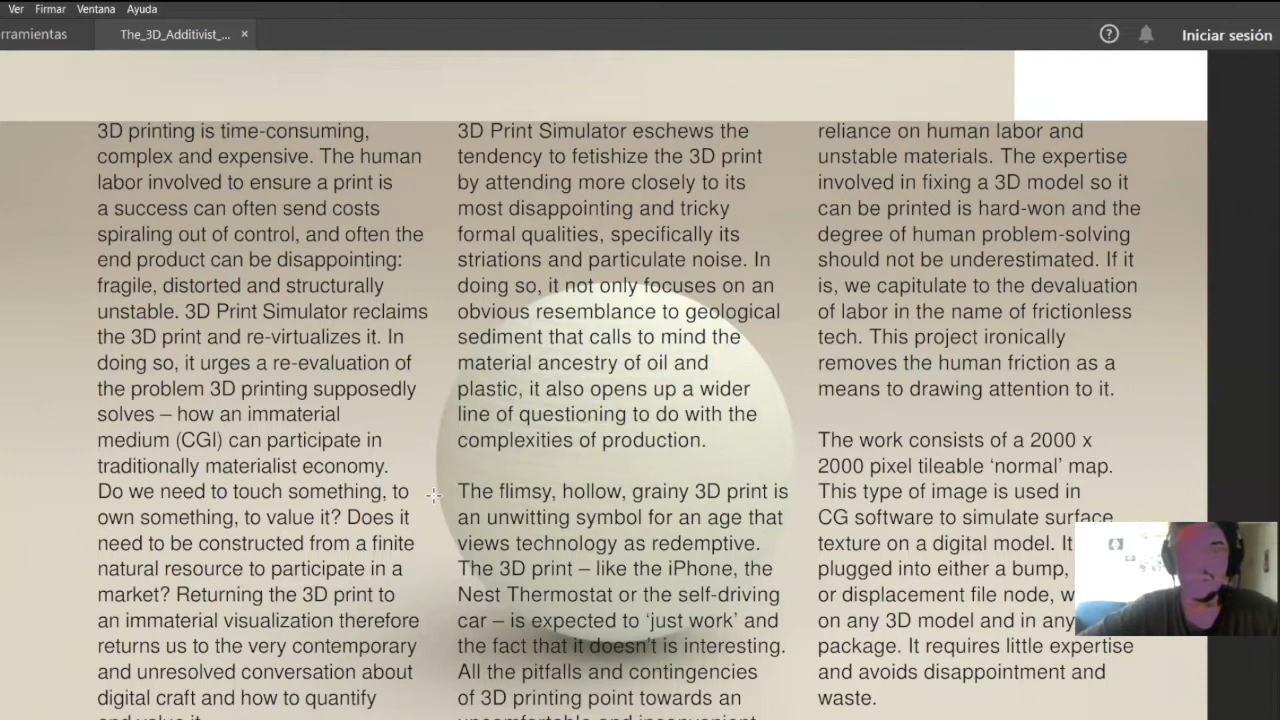 Ver Firmar Ventana Ayuda
rramientas
The_3D_Additivist_... ×
Iniciar sesión
3D printing is time-consuming,
complex and expensive. The human
labor involved to ensure a print is
a success can often send costs
spiraling out of control, and often the
end product can be disappointing:
fragile, distorted and structurally
unstable. 3D Print Simulator reclaims
the 3D print and re-virtualizes it. In
doing so, it urges a re-evaluation of
the problem 3D printing supposedly
solves – how an immaterial
medium (CGI) can participate in
traditionally materialist economy.
Do we need to touch something, to
own something, to value it? Does it
need to be constructed from a finite
natural resource to participate in a
market? Returning the 3D print to
an immaterial visualization therefore
returns us to the very contemporary
and unresolved conversation about
digital craft and how to quantify
and value it.
3D Print Simulator eschews the
tendency to fetishize the 3D print
by attending more closely to its
most disappointing and tricky
formal qualities, specifically its
striations and particulate noise. In
doing so, it not only focuses on an
obvious resemblance to geological
sediment that calls to mind the
material ancestry of oil and
plastic, it also opens up a wider
line of questioning to do with the
complexities of production.
The flimsy, hollow, grainy 3D print is
an unwitting symbol for an age that
views technology as redemptive.
The 3D print – like the iPhone, the
Nest Thermostat or the self-driving
car – is expected to ‘just work’ and
the fact that it doesn’t is interesting.
All the pitfalls and contingencies
of 3D printing point towards an
uncomfortable and inconvenient
reliance on human labor and
unstable materials. The expertise
involved in fixing a 3D model so it
can be printed is hard-won and the
degree of human problem-solving
should not be underestimated. If it
is, we capitulate to the devaluation
of labor in the name of frictionless
tech. This project ironically
removes the human friction as a
means to drawing attention to it.
The work consists of a 2000 x
2000 pixel tileable ‘normal’ map.
This type of image is used in
CG software to simulate surface
texture on a digital model. It
plugged into either a bump,
or displacement file node, w
on any 3D model and in any
package. It requires little expertise
and avoids disappointment and
waste.